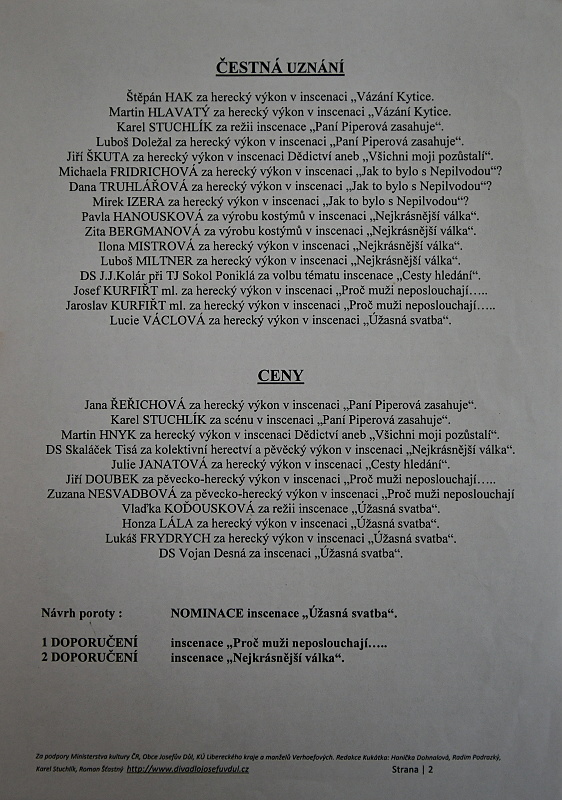 ČESTNÁ UZNÁNÍ
Štěpán HAK za herecký výkon v inscenaci „Vázání Kytice.
Martin HLAVATÝ za herecký výkon v inscenaci „Vázání Kytice.
Karel STUCHLÍK za režii inscenace „Paní Piperová zasahuje“.
Luboš Doležal za herecký výkon v inscenaci „Paní Piperová zasahuje“.
Jiří ŠKUTA za herecký výkon v inscenaci Dědictví aneb „Všichni moji pozůstalí“.
Michaela FRIDRICHOVÁ za herecký výkon v inscenaci „Jak to bylo s Nepilvodou“?
Dana TRUHLÁŘOVÁ za herecký výkon v inscenaci „Jak to bylo s Nepilvodou“?
Mirek IZERA za herecký výkon v inscenaci „Jak to bylo s Nepilvodou“?
Pavla HANOUSKOVÁ za výrobu kostýmů v inscenaci „Nejkrásnější válka“.
Zita BERGMANOVÁ za výrobu kostýmů v inscenaci „Nejkrásnější válka“.
Ilona MISTROVÁ za herecký výkon v inscenaci „Nejkrásnější válka“.
Luboš MILTNER za herecký výkon v inscenaci „Nejkrásnější válka“.
DS J.J.Kolár při TJ Sokol Poniklá za volbu tématu inscenace „Cesty hledání“.
Josef KURFIŘT ml. za herecký výkon v inscenaci „Proč muži neposlouchají…..
Jaroslav KURFIŘT ml. za herecký výkon v inscenaci „Proč muži neposlouchají…..
Lucie VÁCLOVÁ za herecký výkon v inscenaci „Úžasná svatba“.
CENY
Jana ŘEŘICHOVÁ za herecký výkon v inscenaci „Paní Piperová zasahuje“.
Karel STUCHLÍK za scénu v inscenaci „Paní Piperová zasahuje“.
Martin HNYK za herecký výkon v inscenaci Dědictví aneb „Všichni moji pozůstalí“.
DS Skaláček Tisá za kolektivní herectví a pěvěcký výkon v inscenaci „Nejkrásnější válka“.
Julie JANATOVÁ za herecký výkon v inscenaci „Cesty hledání“.
Jiří DOUBEK za pěvecko-herecký výkon v inscenaci „Proč muži neposlouchají…..
Zuzana NESVADBOVÁ za pěvecko-herecký výkon v inscenaci „Proč muži neposlouchají
Vlaďka KOĎOUSKOVÁ za režii inscenace „Úžasná svatba“.
Honza LÁLA za herecký výkon v inscenaci „Úžasná svatba“.
Lukáš FRYDRYCH za herecký výkon v inscenaci „Úžasná svatba“.
DS Vojan Desná za inscenaci „Úžasná svatba“.
Návrh poroty : NOMINACE inscenace „Úžasná svatba“.
1 DOPORUČENÍ inscenace „Proč muži neposlouchají…..
2 DOPORUČENÍ inscenace „Nejkrásnější válka“.
Za podpory Ministerstva kultury ČR, Obce Josefův Důl, KÚ Libereckého kraje a manželů Verhoefových. Redakce Kukátka: Hanička Dohnalová, Radim Podrazký,
Karel Stuchlík, Roman Šťastný http://www.divadlojosefuvdul.cz Strana | 2